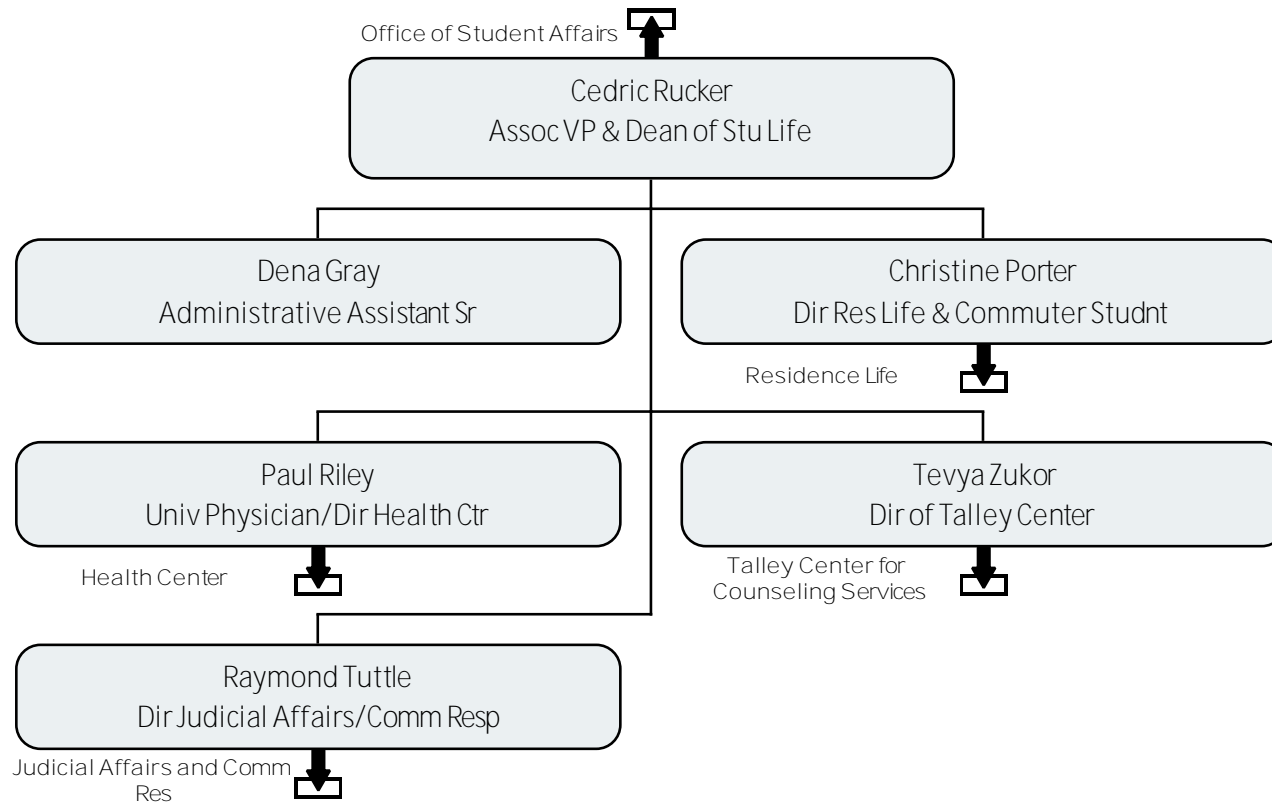 Office of Student Affairs
Cedric Rucker
Assoc VP & Dean of Stu Life
Dena Gray
Administrative Assistant Sr
Christine Porter
Dir Res Life & Commuter Studnt
Residence Life
Paul Riley
Univ Physician/Dir Health Ctr
Tevya Zukor
Dir of Talley Center
Health Center
Talley Center for
Counseling Services
Raymond Tuttle
Dir Judicial Affairs/Comm Resp
Judicial Affairs and Comm
Res